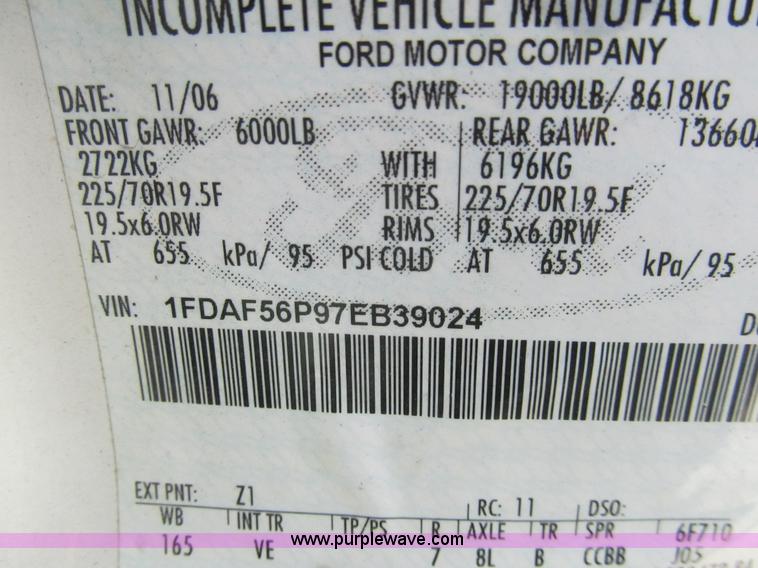 INCOMPLETE VEHICLE MANUFACTU
FORD MOTOR COMPANY
DATE: 11/06 GVWR: 19000LB/ 8618KG
FRONT GAWR: 6000LB REAR GAWR: 13660
2722KG WITH 6196KG
225/70R19.5F TIRES 225/70R19.5F
19.5x6.0RW RIMS 19.5x6.0RW
AT 655 kPa/ 95 PSI COLD AT 655 kPa/ 95
VIN: 1FDAF56P97EB39024
EXT PNT: Z1 RC: 11 DSO:
WB INT TR TP/PS R AXLE TR SPR 6F710
165 VE 7 8L B CCBB J05
www.purplewave.com